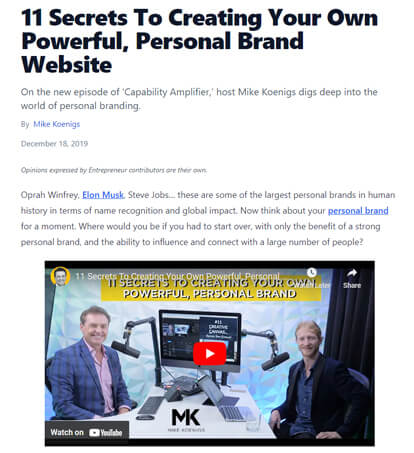 11 Secrets To Creating Your Own
Powerful, Personal Brand
Website
On the new episode of 'Capability Amplifier,' host Mike Koenigs digs deep into the
world of personal branding.
By Mike Koenigs
December 18, 2019
Opinions expressed by Entrepreneur contributors are their own.
Oprah Winfrey, Elon Musk, Steve Jobs... these are some of the largest personal brands in human
history in terms of name recognition and global impact. Now think about your personal brand
for a moment. Where would you be if you had to start over, with only the benefit of a strong
personal brand, and the ability to influence and connect with a large number of people?
11 Secrets To Creating Your Own Powerful, Personal...
Watch Later
Share
11 SECRETS TO CREATING YOUR OWN
POWERFUL, PERSONAL BRAND
#11
CREATIVE
MK
MIKE KOENIGS
Watch on YouTube